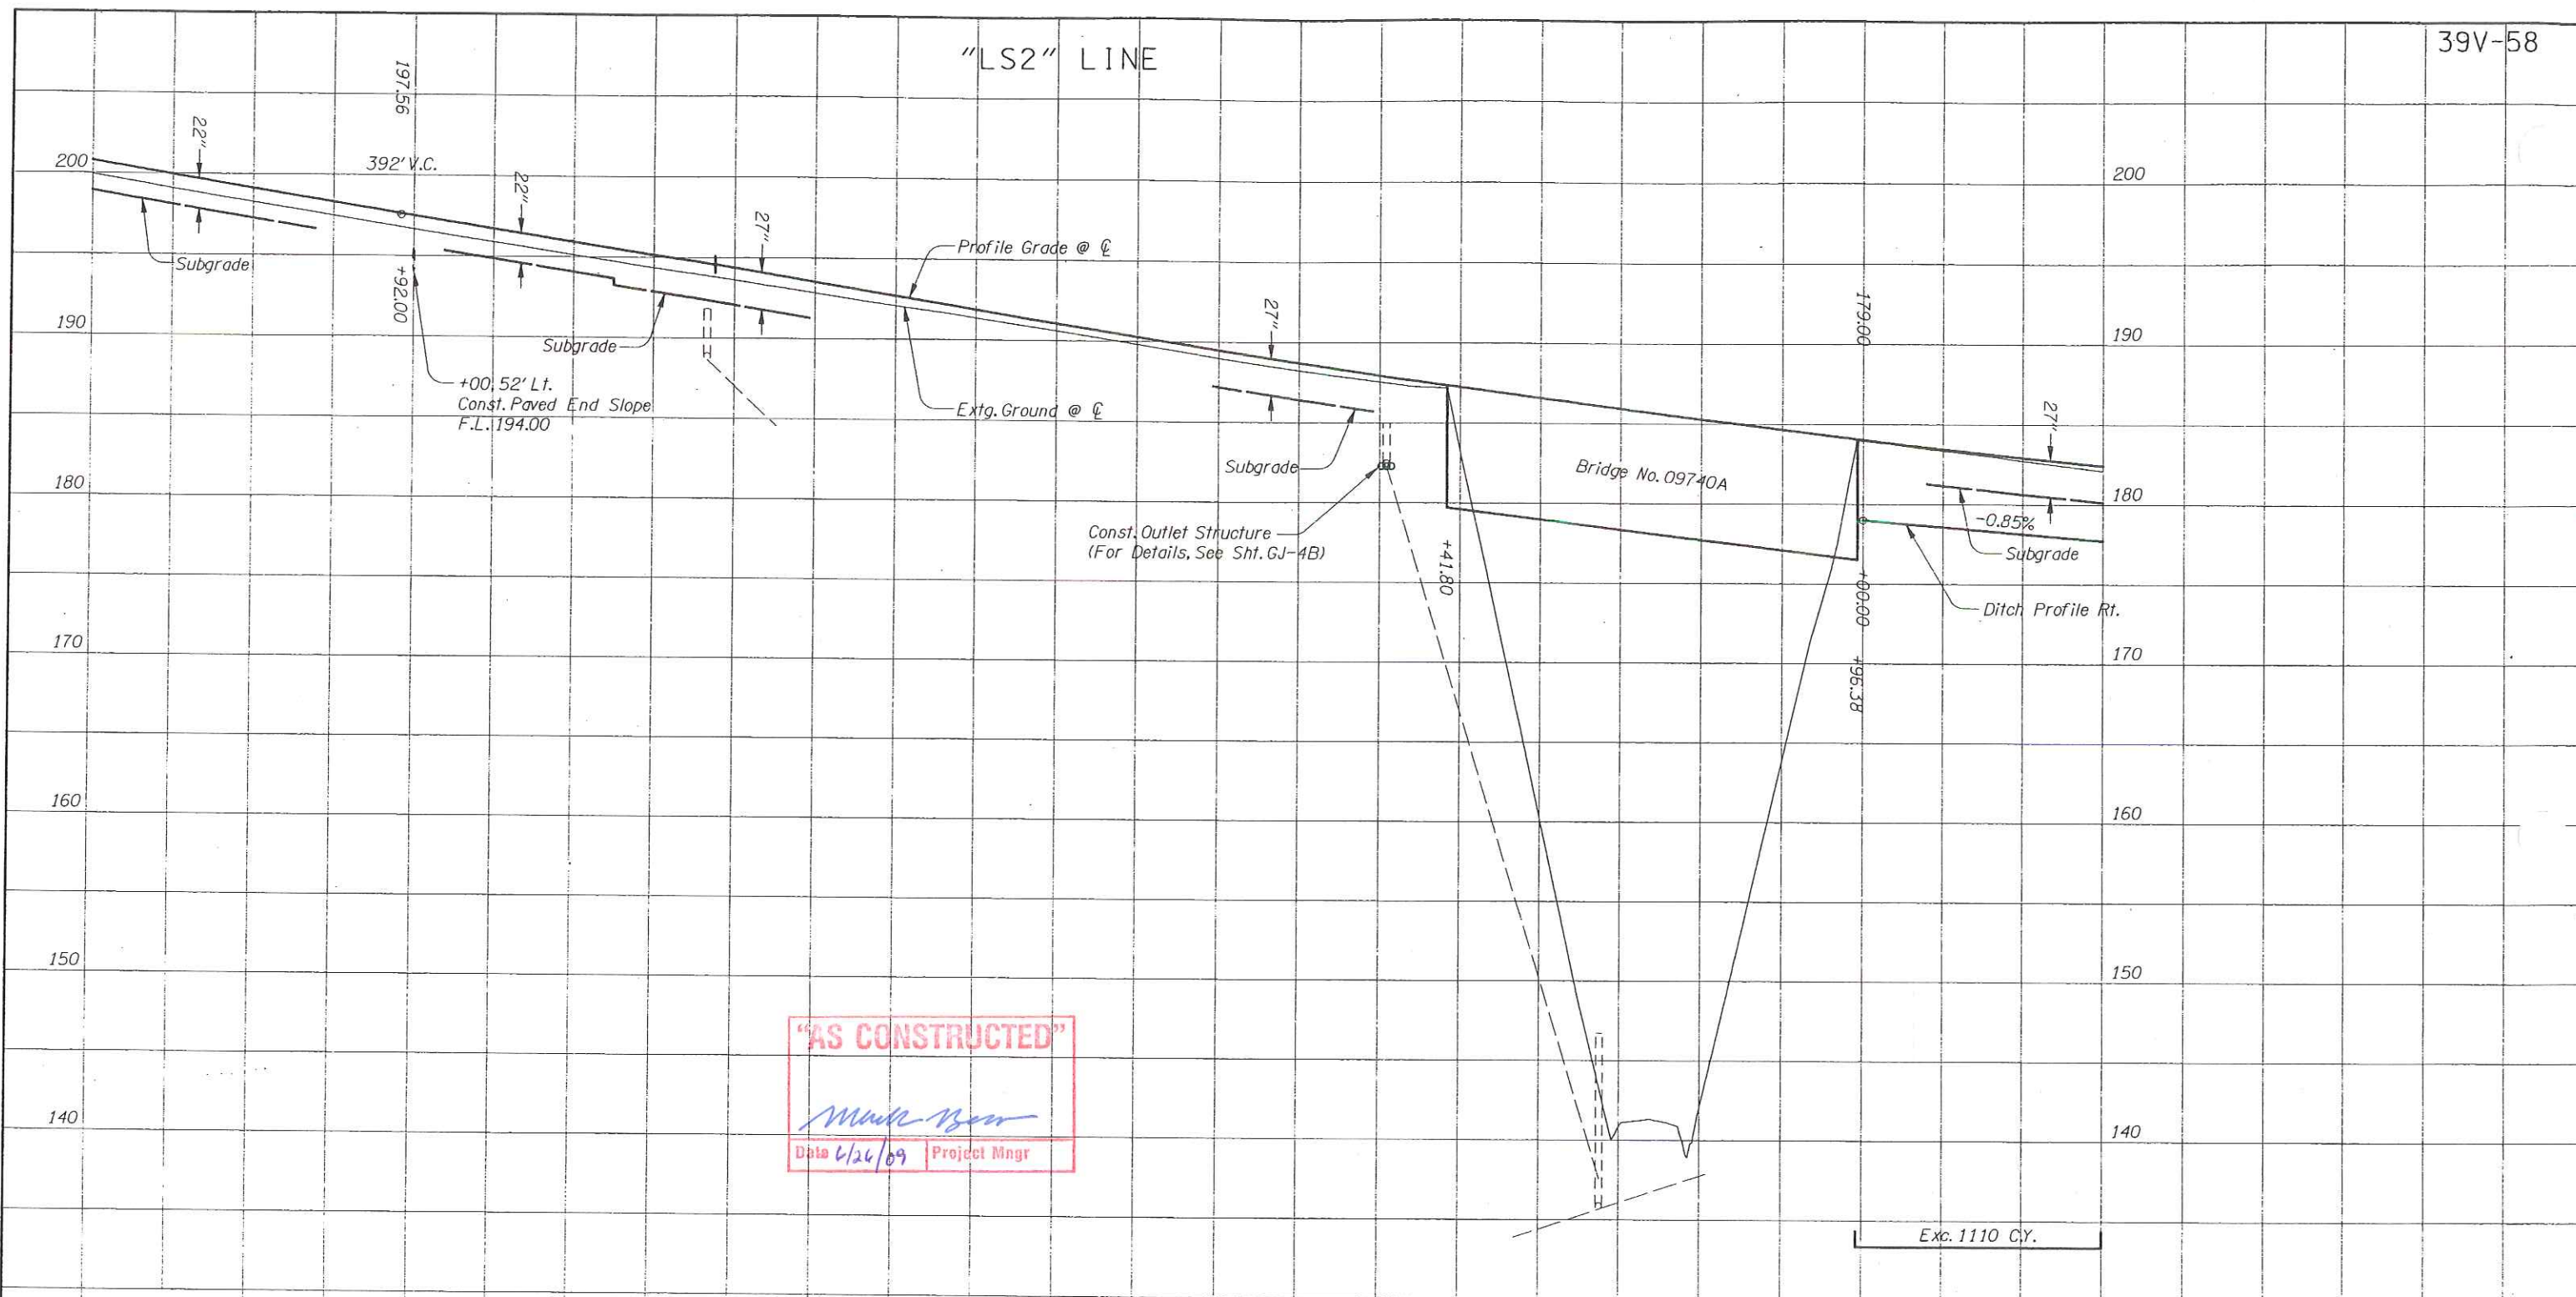 "LS2" LINE
39V-58
197.56
22"
392' V.C.
22"
27"
200
200
Subgrade
+92.00
Profile Grade @ ℄
27"
179.00
190
190
Subgrade
+00, 52' Lt.
Const. Paved End Slope
F.L. 194.00
Extg. Ground @ ℄
27"
Subgrade
Bridge No. 09740A
180
180
-0.85%
Const. Outlet Structure
(For Details, See Sht. GJ-4B)
Subgrade
+41.80
+00.00
Ditch Profile Rt.
170
170
+96.38
160
160
150
150
"AS CONSTRUCTED"
140
140
Date 6/26/09
Project Mngr
Exc. 1110 C.Y.